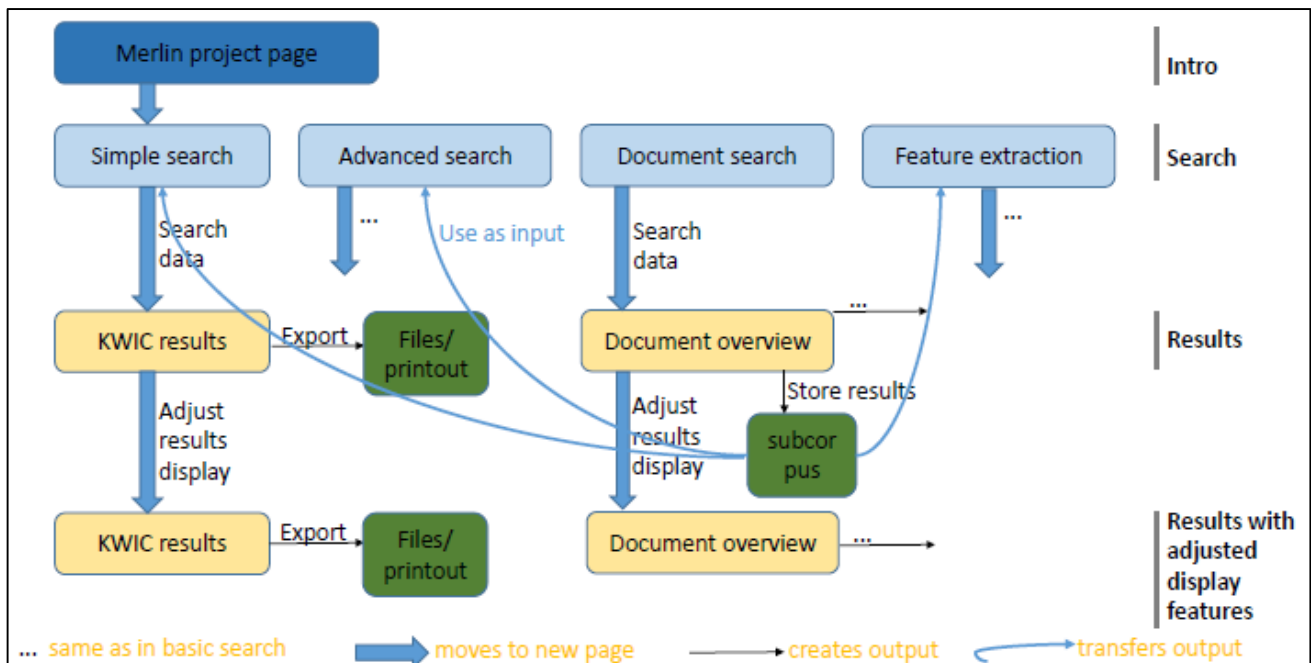 Merlin project page
Intro
Simple search
Advanced search
Document search
Feature extraction
Search
Search
data
...
Use as input
Search
data
...
KWIC results
Export
Files/
printout
Document overview
...
Results
Store results
Adjust
results
display
Adjust
results
display
subcor
pus
KWIC results
Export
Files/
printout
Document overview
...
Results with
adjusted
display
features
... same as in basic search
moves to new page
creates output
transfers output